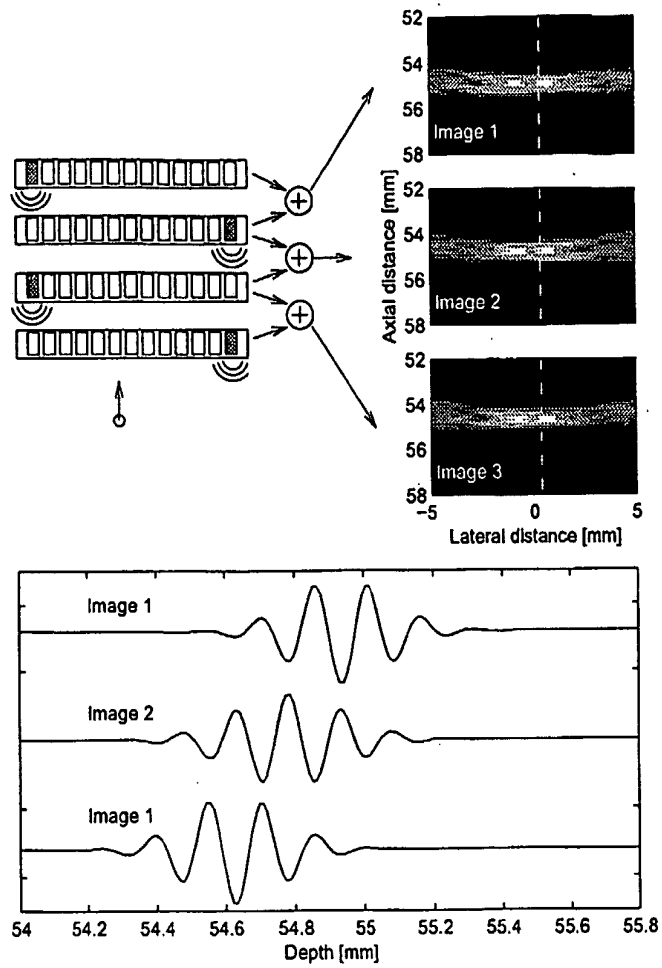 52
54
56
58
Image 1
52
54
56
58
Image 2
Axial distance [mm]
52
54
56
58
Image 3
-5
0
5
Lateral distance [mm]
Image 1
Image 2
Image 1
54
54.2
54.4
54.6
54.8
55
55.2
55.4
55.6
55.8
Depth [mm]